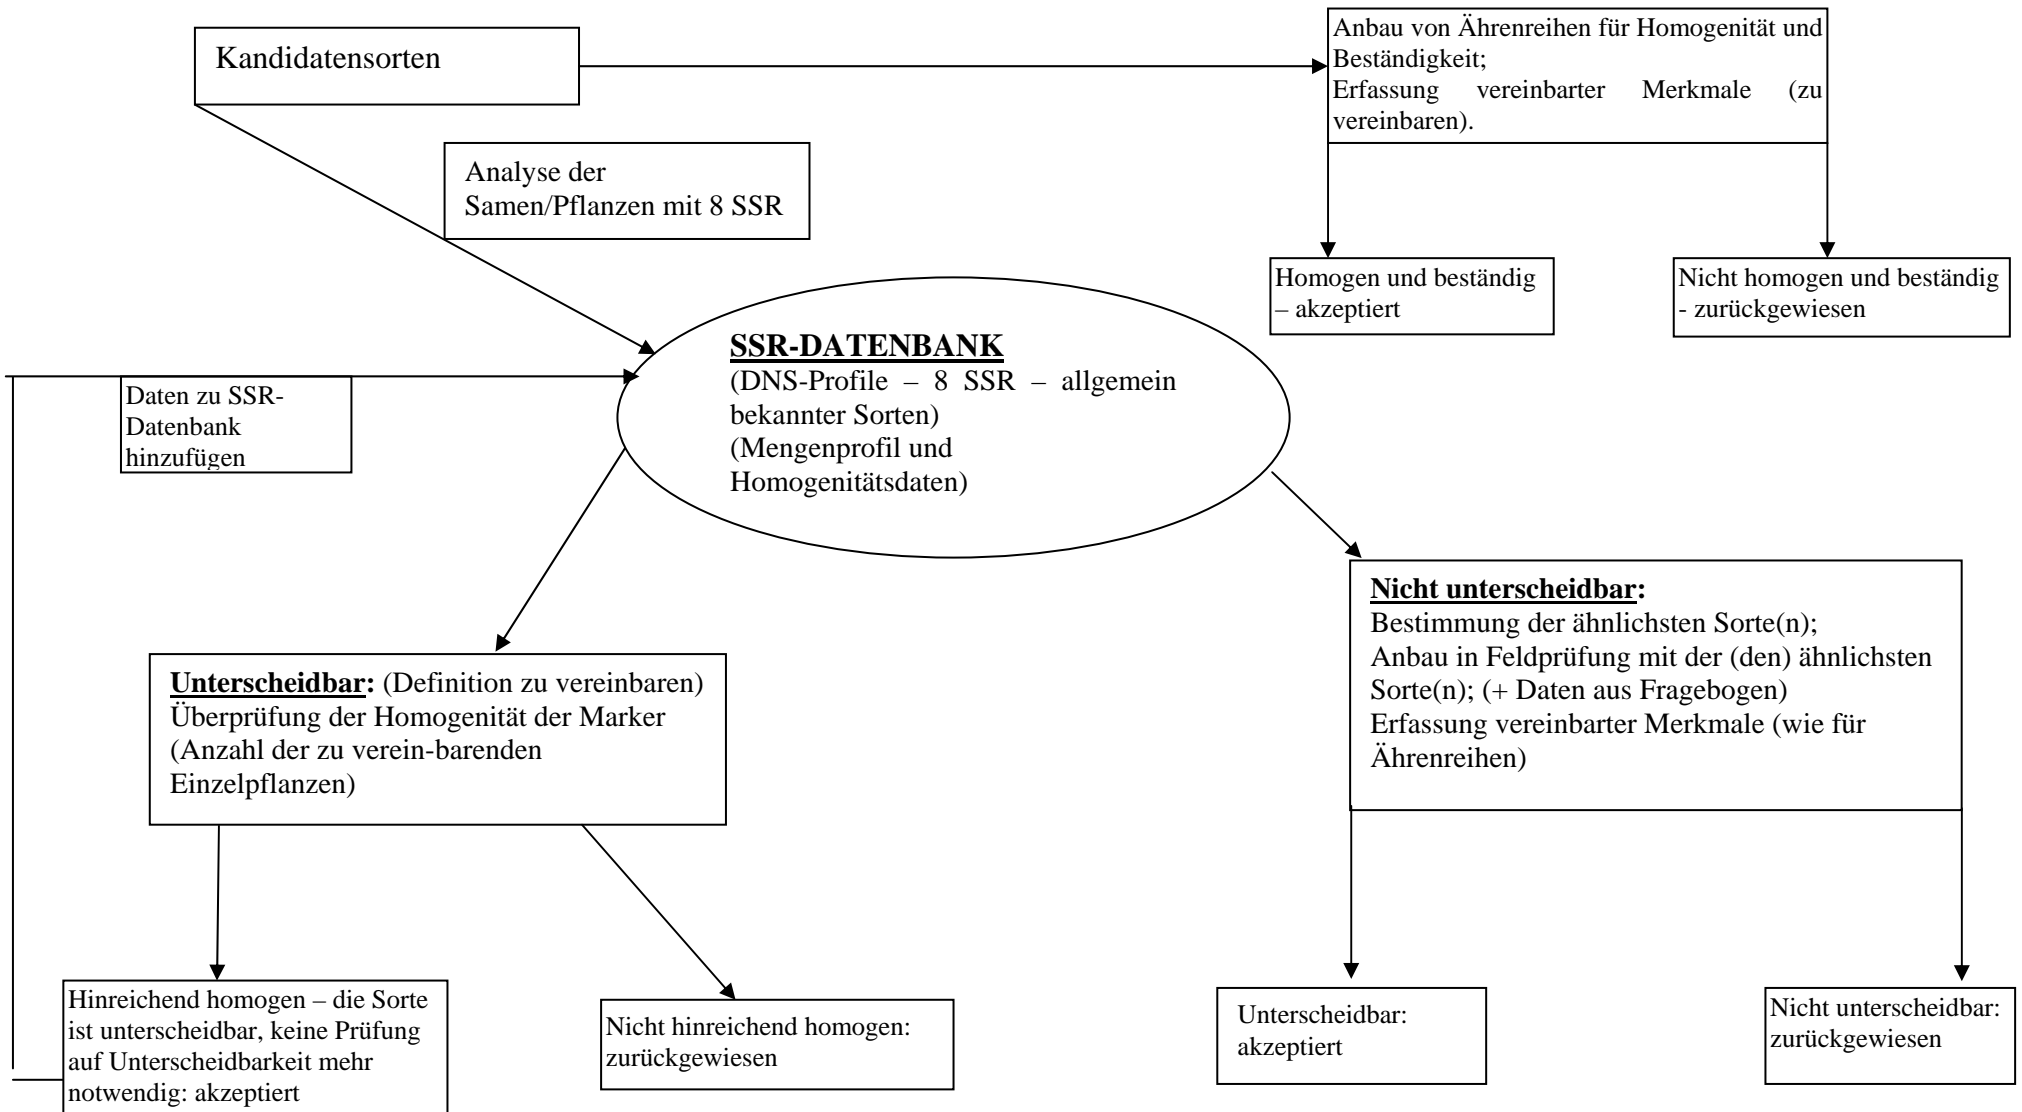 Kandidatensorten
Anbau von Ährenreihen für Homogenität und
Beständigkeit;
Erfassung vereinbarter Merkmale (zu
vereinbaren).
Analyse der
Samen/Pflanzen mit 8 SSR
Homogen und beständig
– akzeptiert
Nicht homogen und beständig
- zurückgewiesen
SSR-DATENBANK
(DNS-Profile – 8 SSR – allgemein
bekannter Sorten)
(Mengenprofil und
Homogenitätsdaten)
Daten zu SSR-
Datenbank
hinzufügen
Unterscheidbar: (Definition zu vereinbaren)
Überprüfung der Homogenität der Marker
(Anzahl der zu verein-barenden
Einzelpflanzen)
Nicht unterscheidbar:
Bestimmung der ähnlichsten Sorte(n);
Anbau in Feldprüfung mit der (den) ähnlichsten
Sorte(n); (+ Daten aus Fragebogen)
Erfassung vereinbarter Merkmale (wie für
Ährenreihen)
Hinreichend homogen – die Sorte
ist unterscheidbar, keine Prüfung
auf Unterscheidbarkeit mehr
notwendig: akzeptiert
Nicht hinreichend homogen:
zurückgewiesen
Unterscheidbar:
akzeptiert
Nicht unterscheidbar:
zurückgewiesen